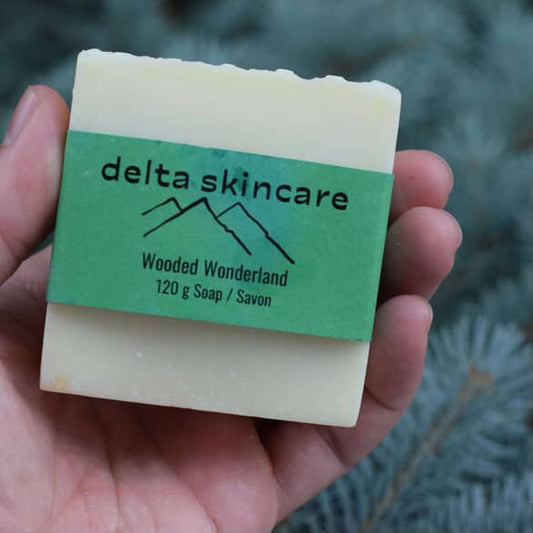 delta skincare
Wooded Wonderland
120 g Soap / Savon